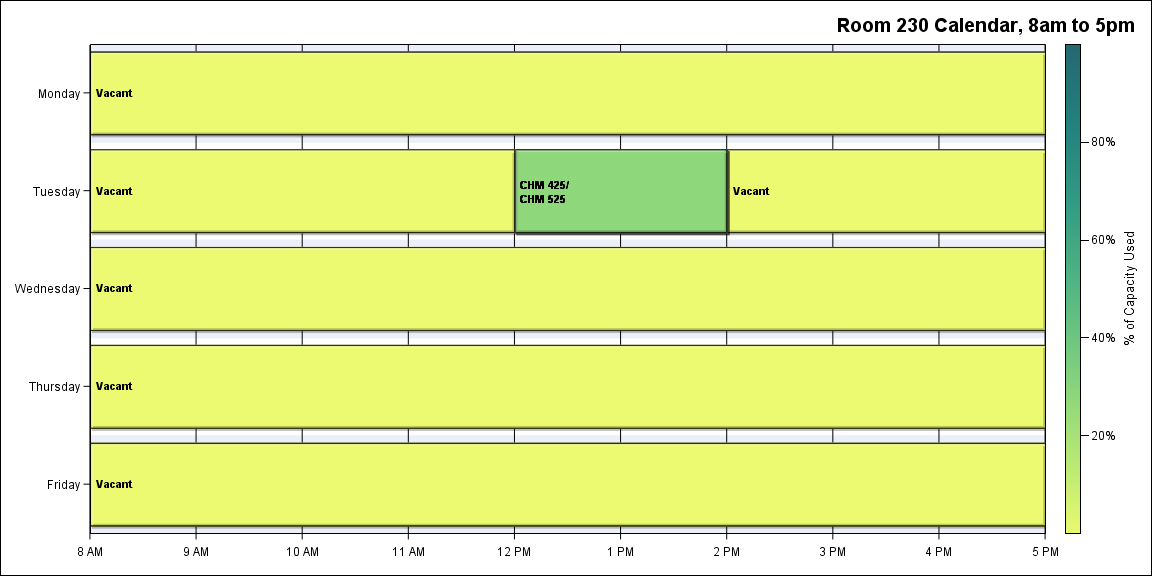 Room 230 Calendar, 8am to 5pm
Monday
Vacant
Tuesday
Vacant
CHM 425/
CHM 525
Vacant
Wednesday
Vacant
Thursday
Vacant
Friday
Vacant
8 AM 9 AM 10 AM 11 AM 12 PM 1 PM 2 PM 3 PM 4 PM 5 PM
80%
60%
40%
20%
% of Capacity Used